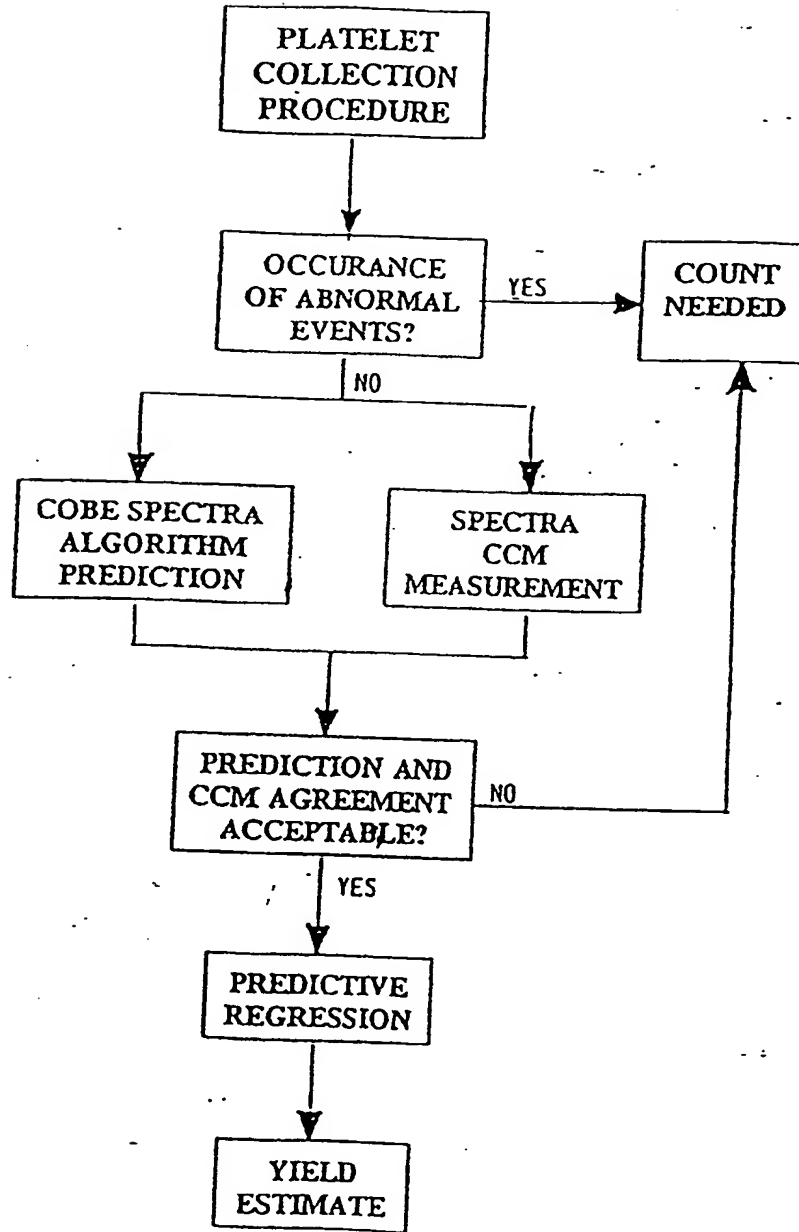 PLATELET
COLLECTION
PROCEDURE
OCCURANCE
OF ABNORMAL
EVENTS?
YES
COUNT
NEEDED
NO
COBE SPECTRA
ALGORITHM
PREDICTION
SPECTRA
CCM
MEASUREMENT
PREDICTION AND
CCM AGREEMENT
ACCEPTABLE?
NO
YES
PREDICTIVE
REGRESSION
YIELD
ESTIMATE